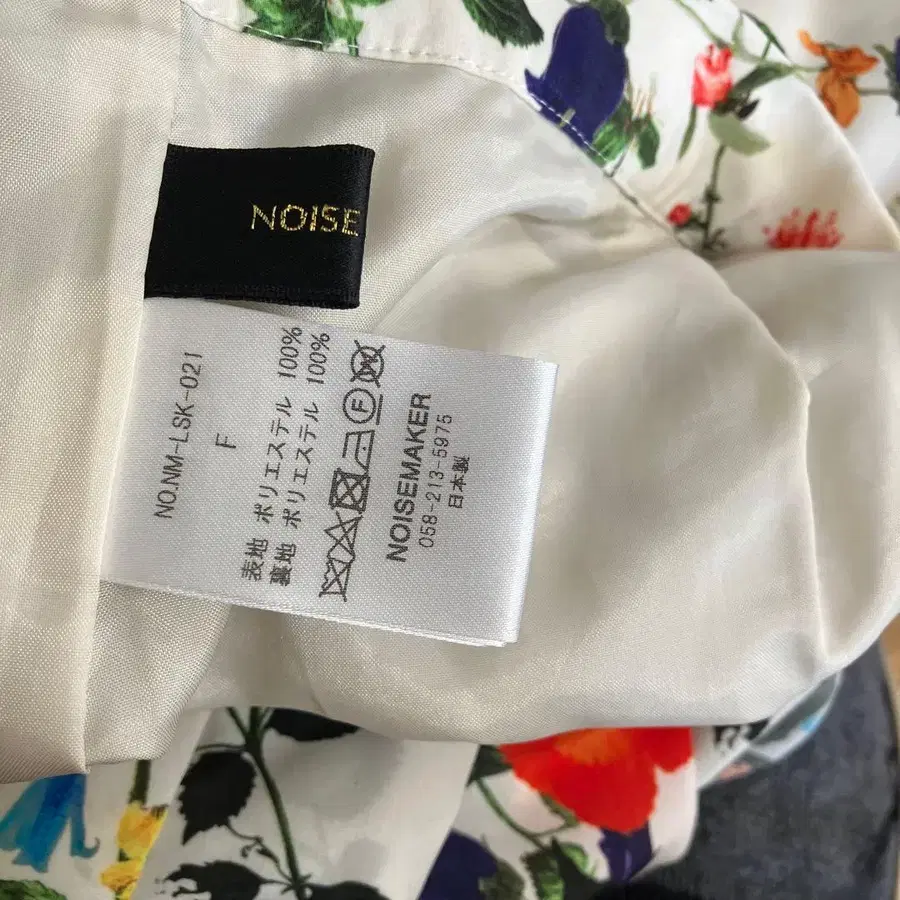 NOISE
NO.NM-LSK-021
F
表地 ポリエステル 100%
裏地 ポリエステル 100%
F
NOISEMAKER
058-213-5975
日本製